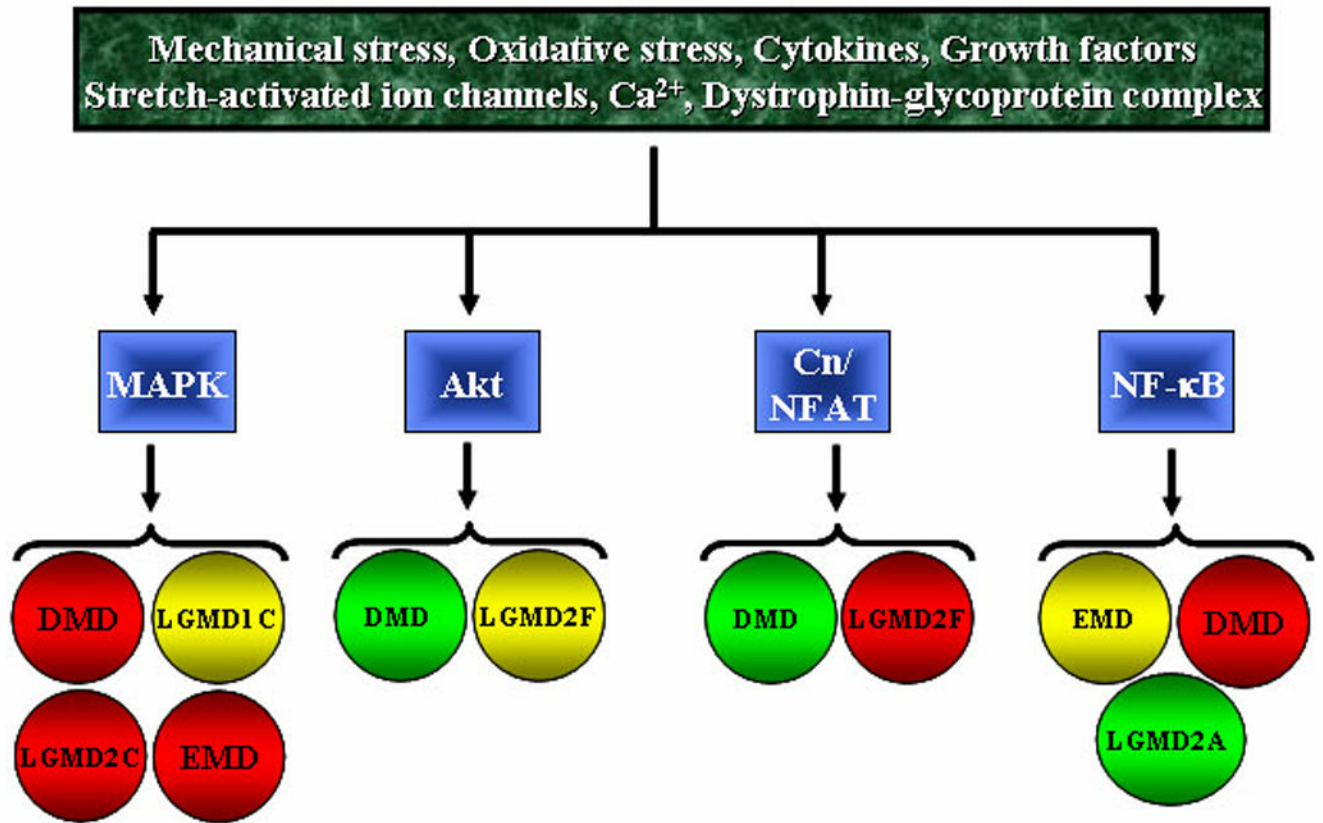 Mechanical stress, Oxidative stress, Cytokines, Growth factors
Stretch-activated ion channels, Ca²⁺, Dystrophin-glycoprotein complex
MAPK
Akt
Cn/
NFAT
NF-κB
DMD
LGMD1C
DMD
LGMD2F
DMD
LGMD2F
EMD
DMD
LGMD2C
EMD
LGMD2A